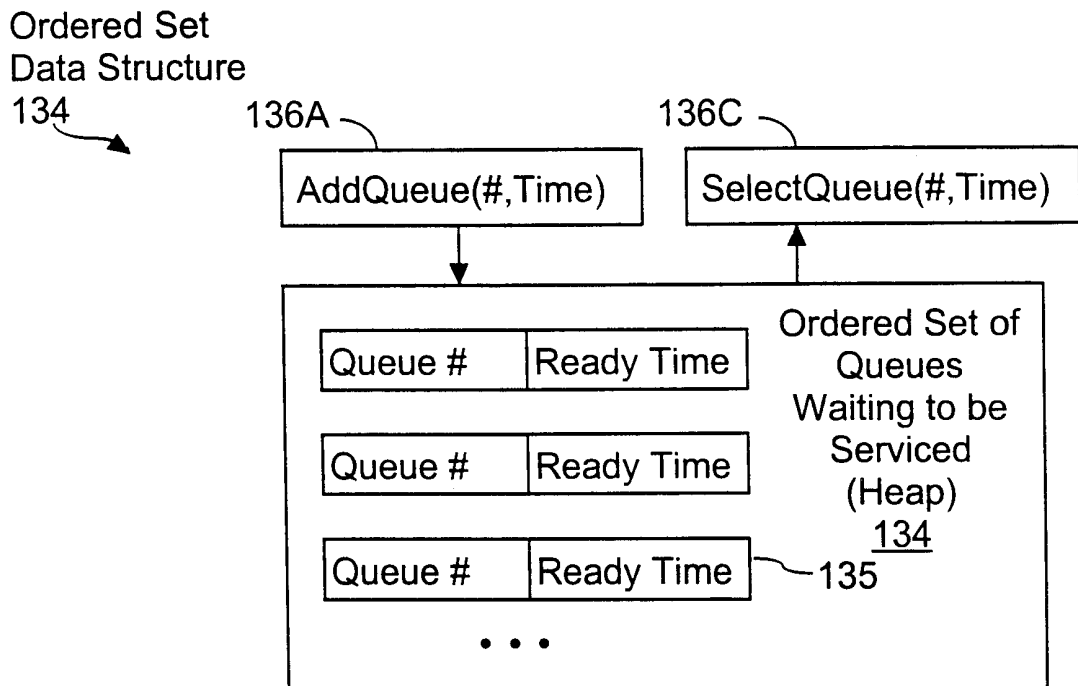 Ordered Set
Data Structure
134
136A
136C
AddQueue(#,Time)
SelectQueue(#,Time)
Queue # Ready Time
Queue # Ready Time
Queue # Ready Time
Ordered Set of
Queues
Waiting to be
Serviced
(Heap)
134
135
• • •